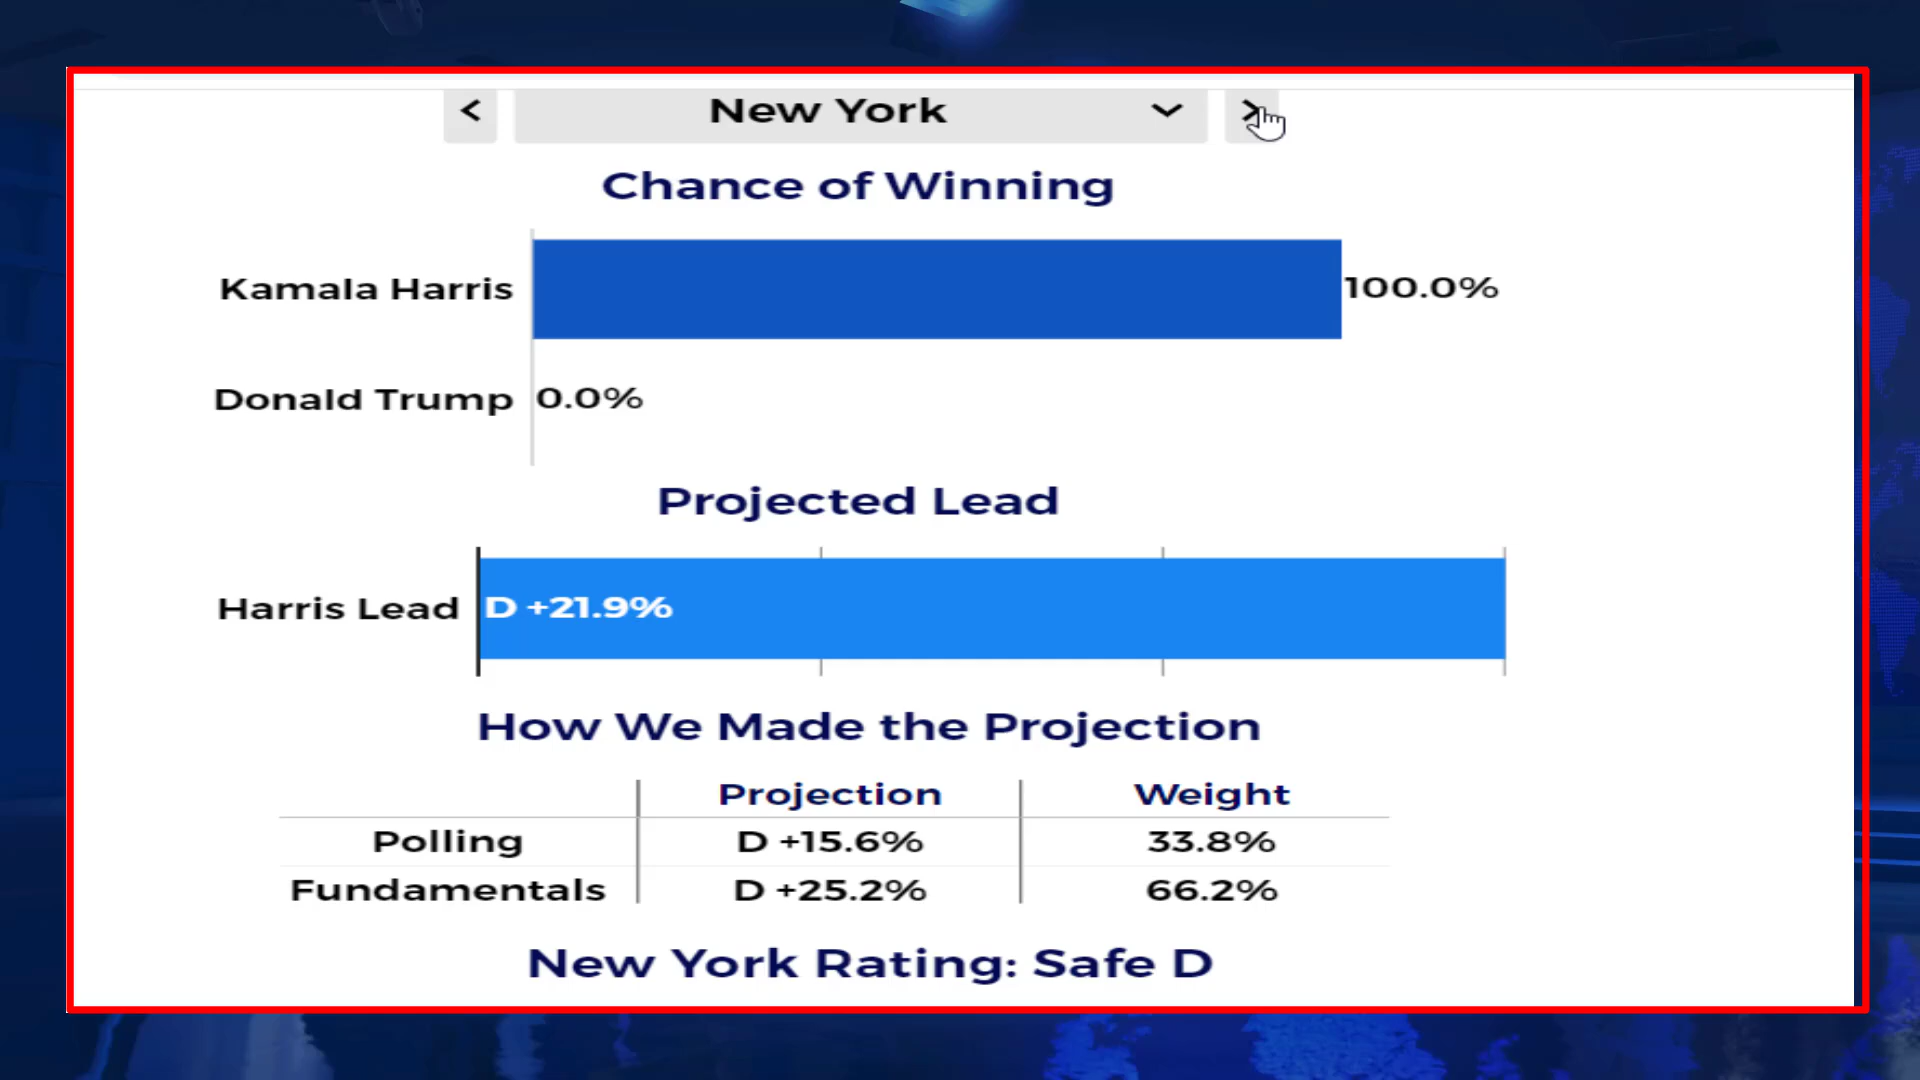 < New York >
Chance of Winning
Kamala Harris 100.0%
Donald Trump 0.0%
Projected Lead
Harris Lead D +21.9%
How We Made the Projection
Projection Weight
Polling D +15.6% 33.8%
Fundamentals D +25.2% 66.2%
New York Rating: Safe D